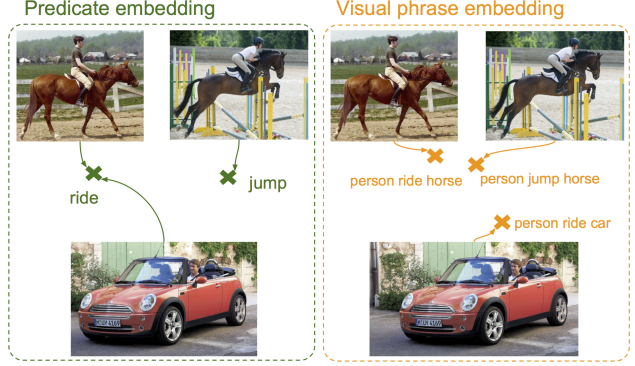 Predicate embedding
Visual phrase embedding
ride
jump
person ride horse
person jump horse
person ride car